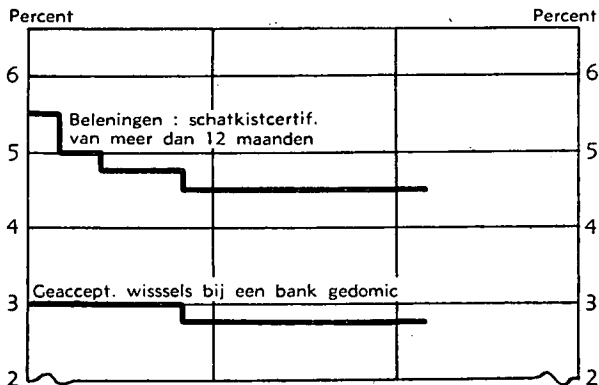 Percent Percent
6 6
Beleningen : schatkistcertif.
van meer dan 12 maanden
5 5
4 4
Geaccept. wisssels bij een bank gedomic
3 3
2 2